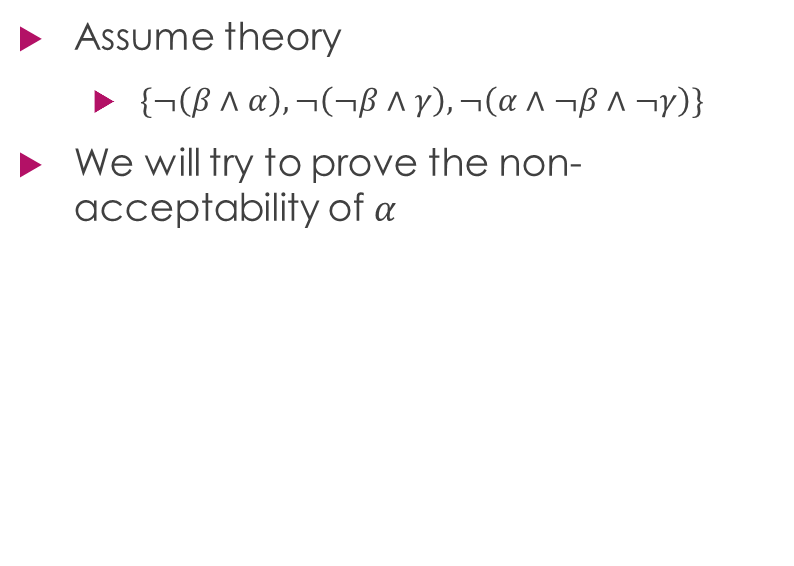 Assume theory
{¬(𝛽 ∧ 𝛼), ¬(¬𝛽 ∧ 𝛾), ¬(𝛼 ∧ ¬𝛽 ∧ ¬𝛾)}
We will try to prove the non-
acceptability of 𝛼